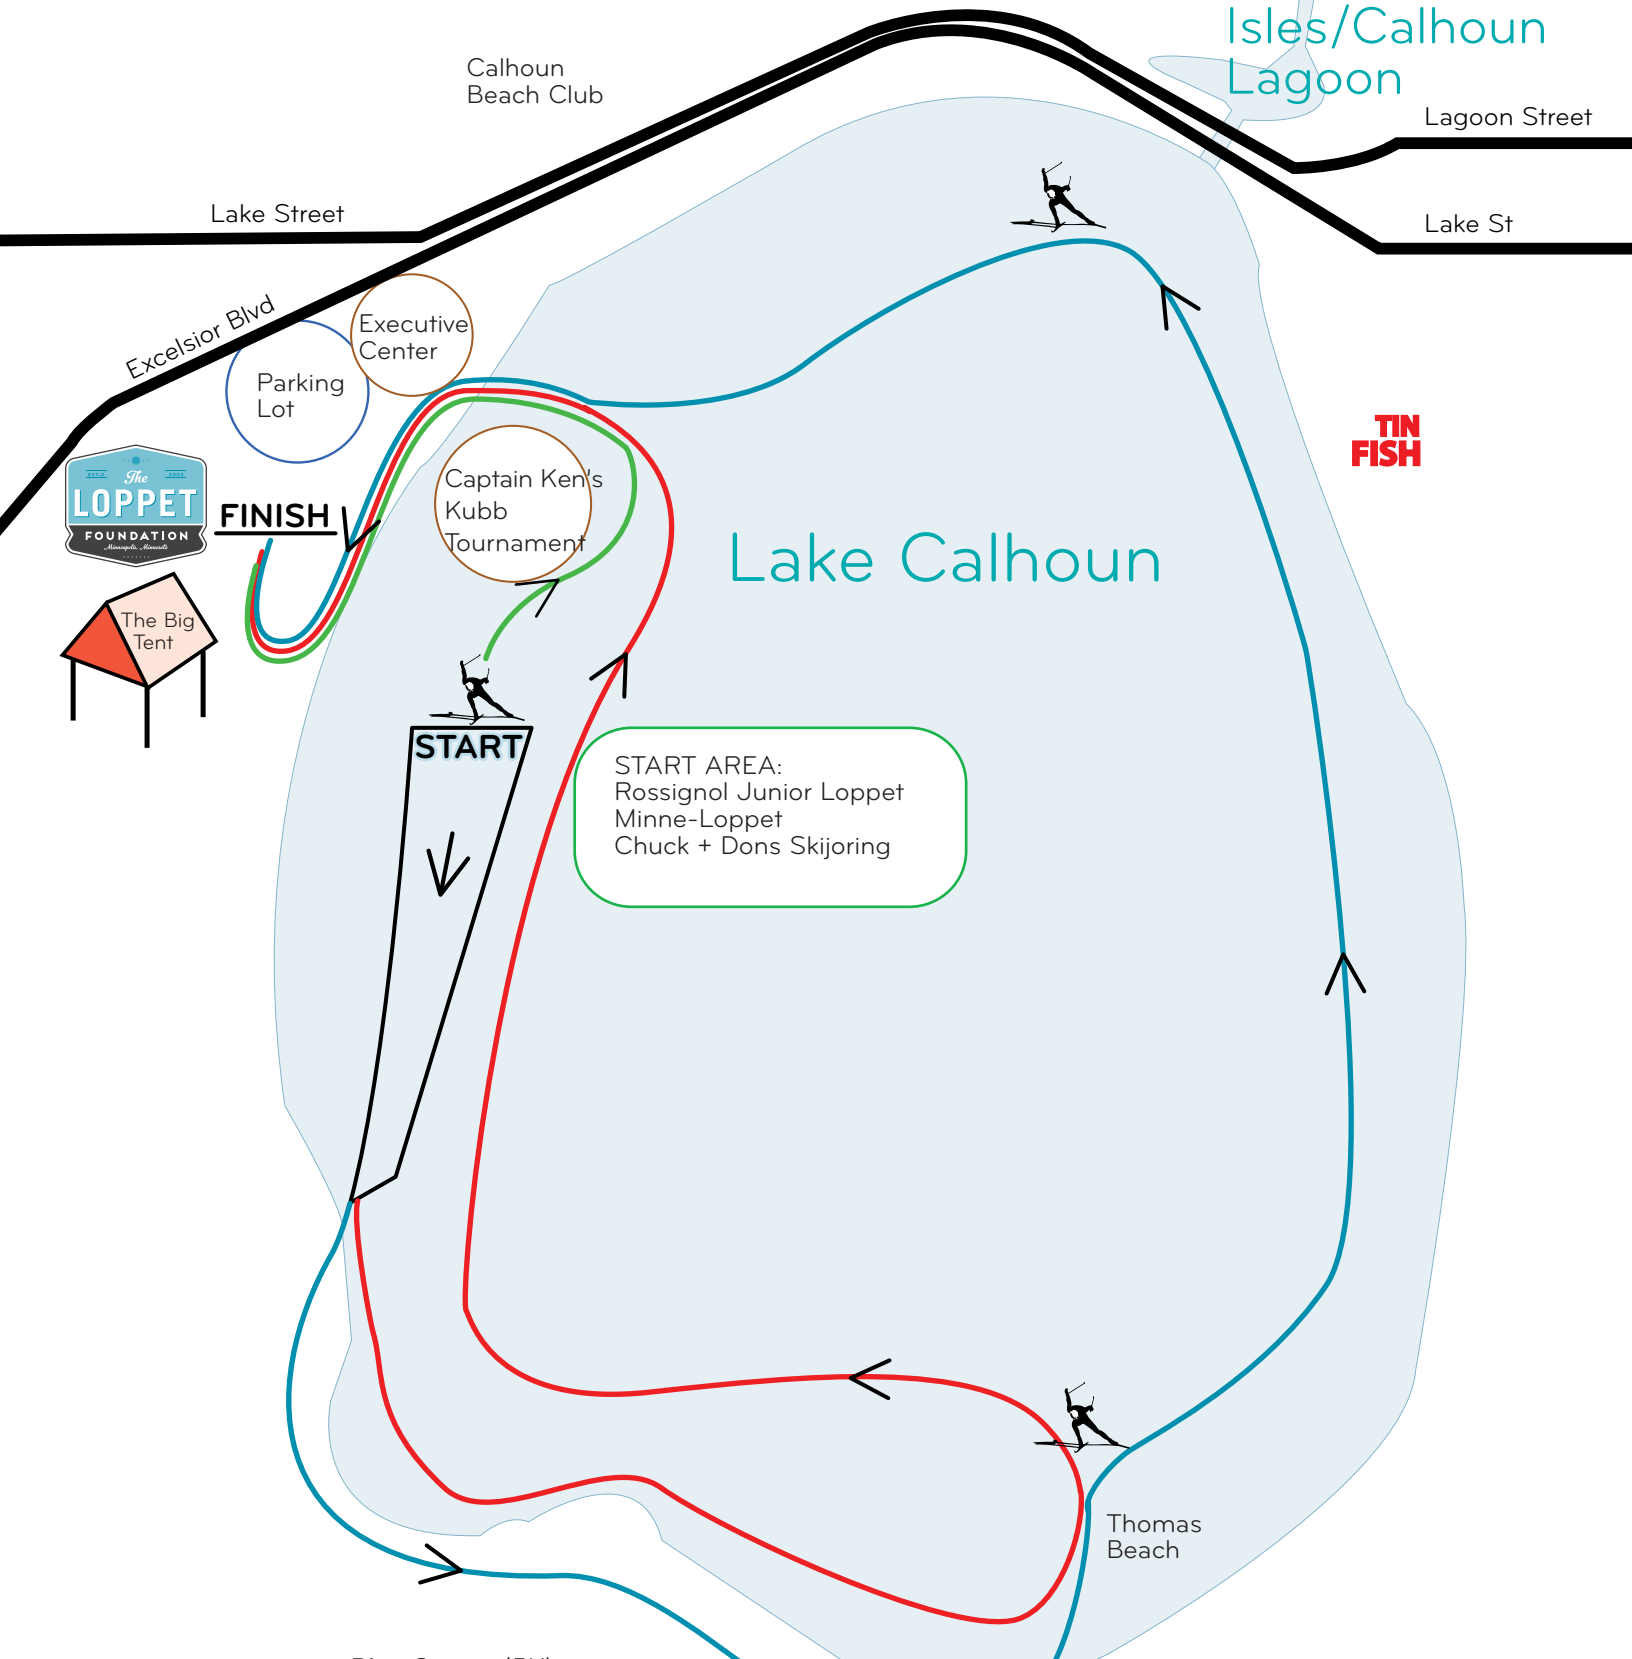 Isles/Calhoun
Lagoon
Calhoun
Beach Club
Lagoon Street
Lake Street
Lake St
Excelsior Blvd
Executive
Center
Parking
Lot
TIN
FISH
The
LOPPET
FOUNDATION
Minneapolis, Minnesota
FINISH
Captain Ken's
Kubb
Tournament
Lake Calhoun
The Big
Tent
START
START AREA:
Rossignol Junior Loppet
Minne-Loppet
Chuck + Dons Skijoring
Thomas
Beach